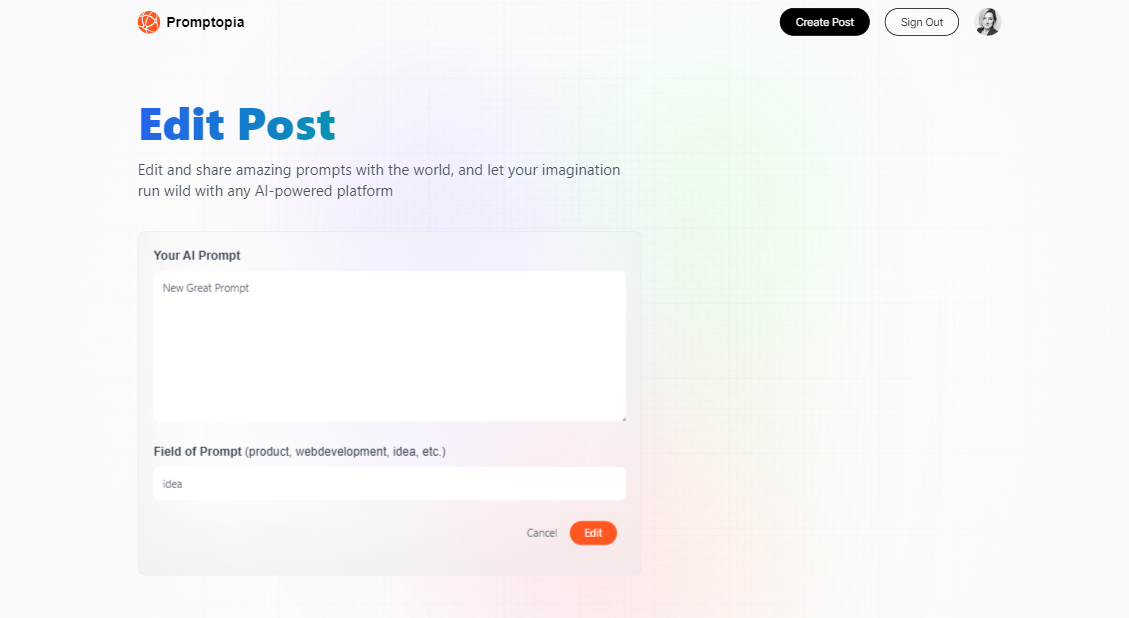 Promptopia
Create Post
Sign Out
Edit Post
Edit and share amazing prompts with the world, and let your imagination
run wild with any AI-powered platform
Your AI Prompt
New Great Prompt
Field of Prompt (product, webdevelopment, idea, etc.)
idea
Cancel
Edit